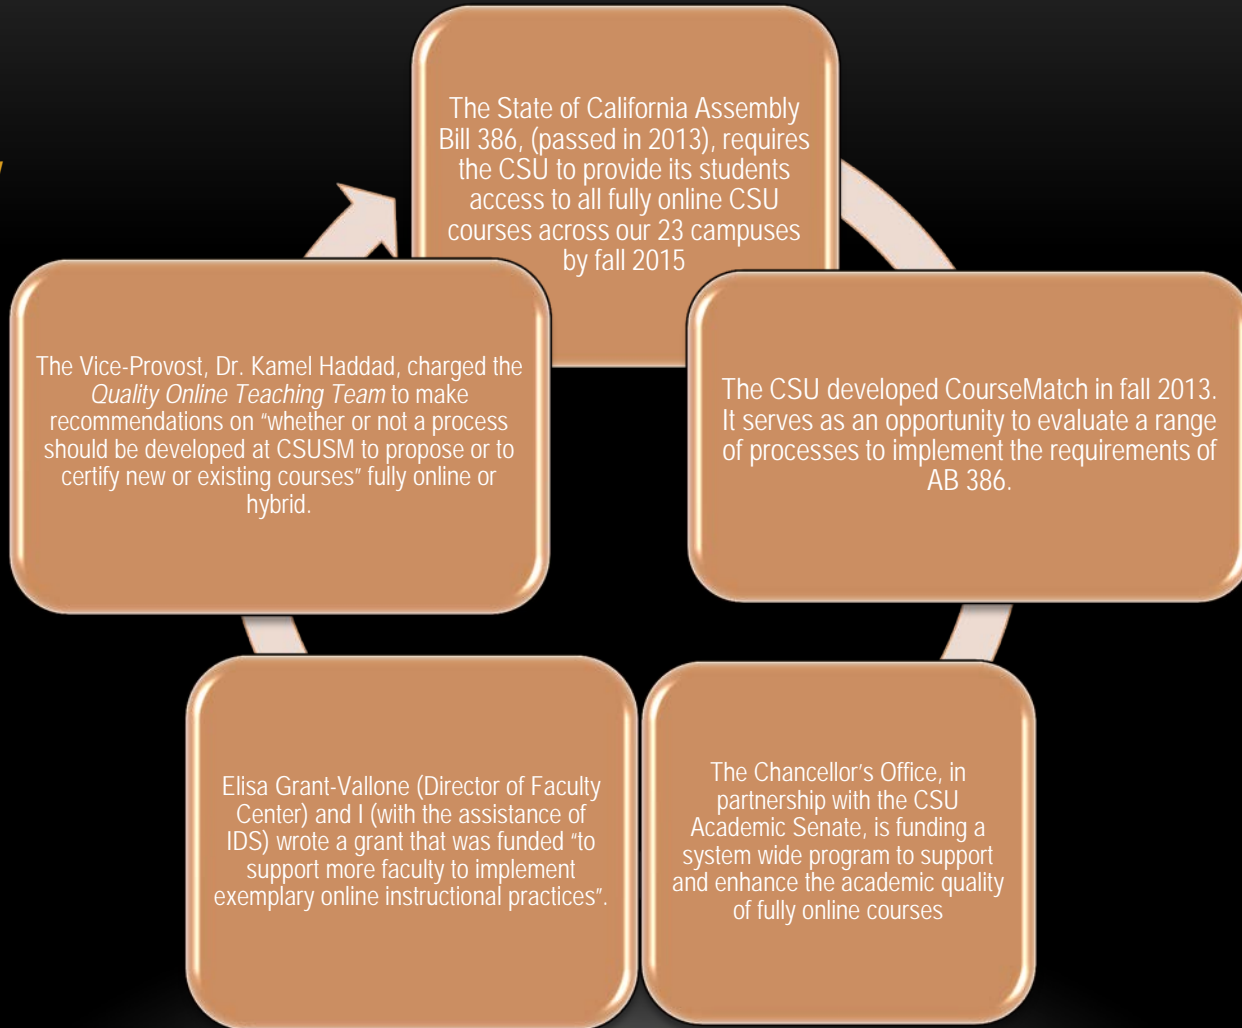 The State of California Assembly
Bill 386, (passed in 2013), requires
the CSU to provide its students
access to all fully online CSU
courses across our 23 campuses
by fall 2015
The CSU developed CourseMatch in fall 2013.
It serves as an opportunity to evaluate a range
of processes to implement the requirements of
AB 386.
The Chancellor's Office, in
partnership with the CSU
Academic Senate, is funding a
system wide program to support
and enhance the academic quality
of fully online courses
Elisa Grant-Vallone (Director of Faculty
Center) and I (with the assistance of
IDS) wrote a grant that was funded “to
support more faculty to implement
exemplary online instructional practices”.
The Vice-Provost, Dr. Kamel Haddad, charged the
Quality Online Teaching Team to make
recommendations on “whether or not a process
should be developed at CSUSM to propose or to
certify new or existing courses” fully online or
hybrid.